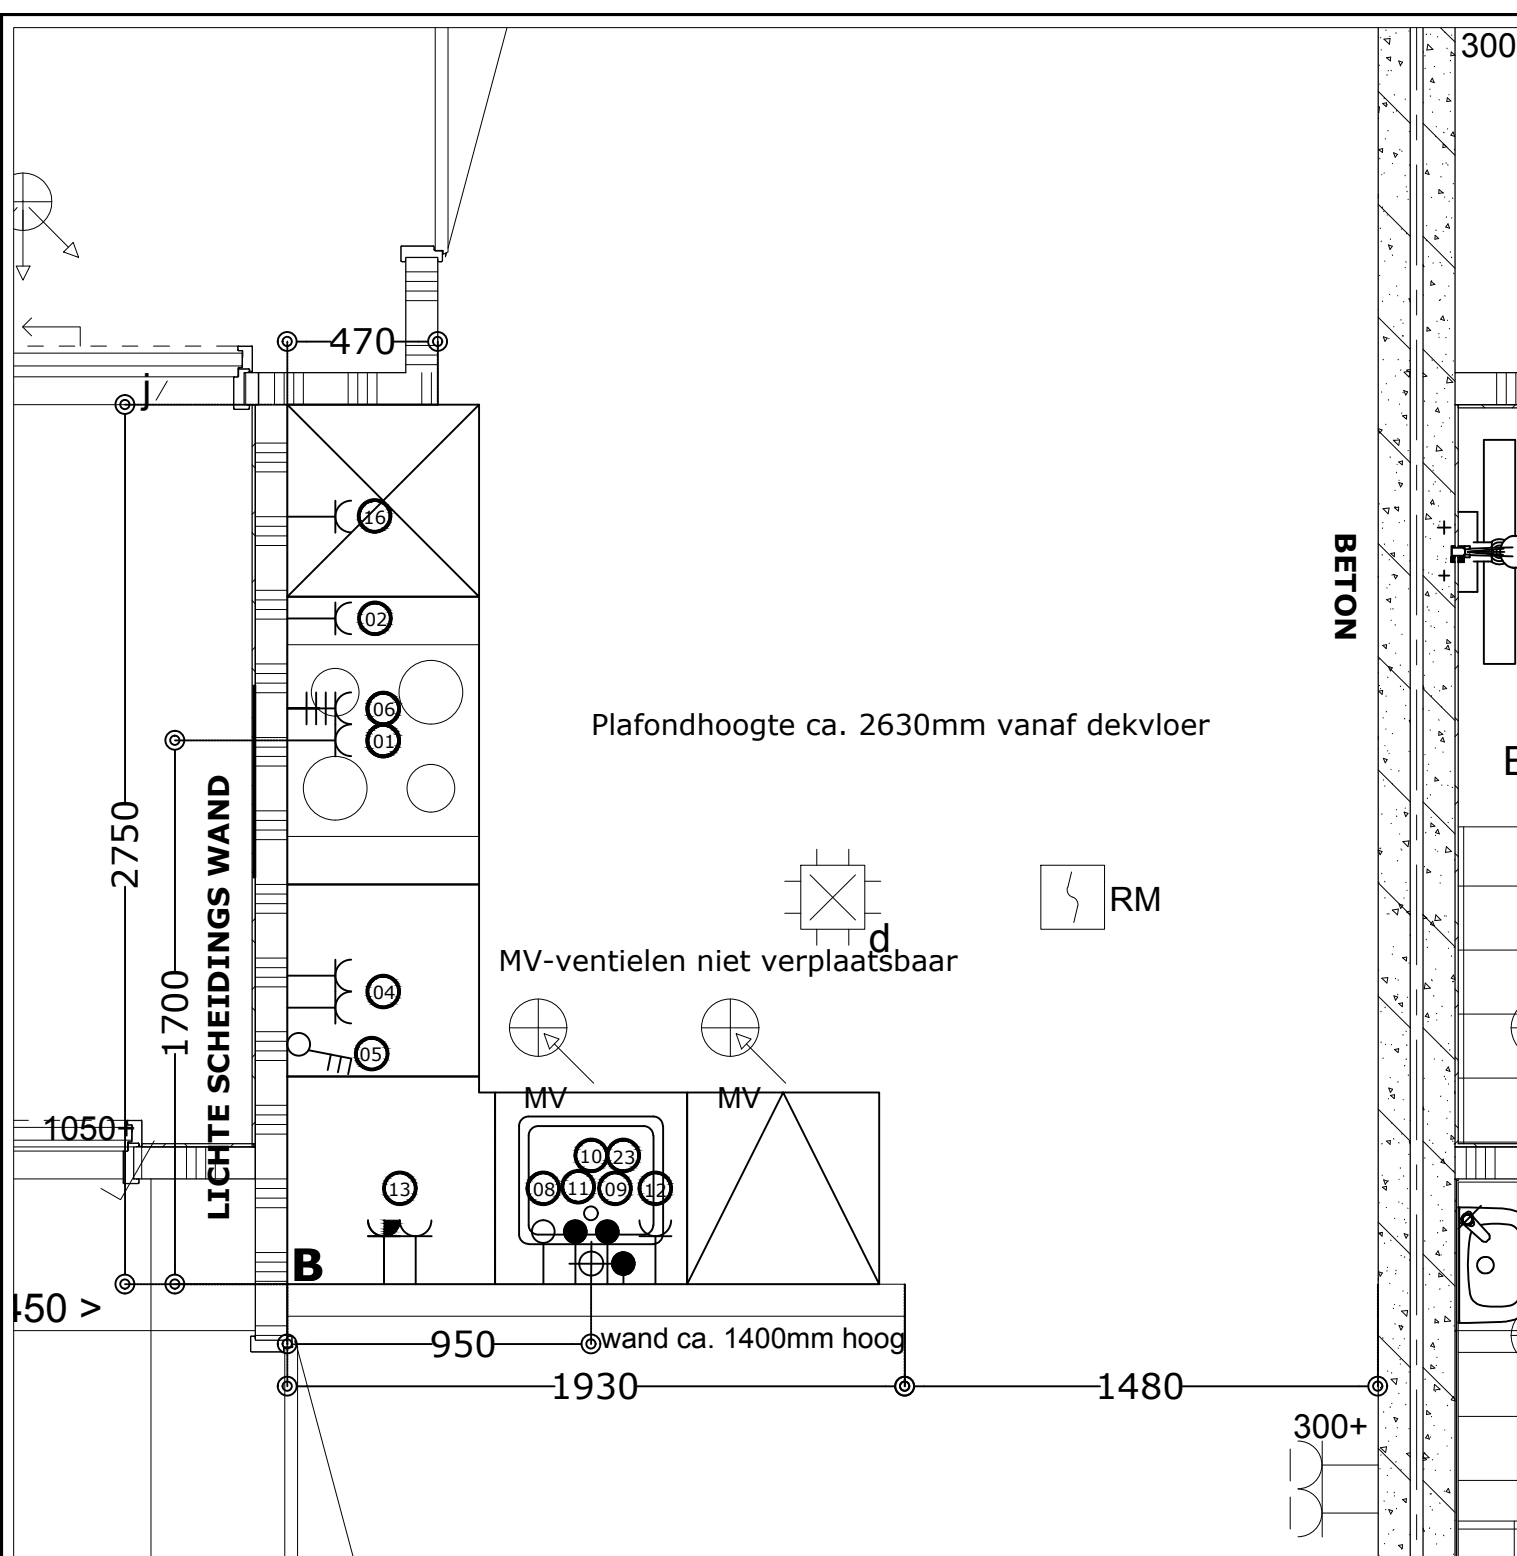 300
470
j
16
02
BETON
06
01
Plafondhoogte ca. 2630mm vanaf dekvloer
2750
LICHTE SCHEIDINGS WAND
RM
d
MV-ventielen niet verplaatsbaar
04
1700
05
MV
MV
1050+
10
23
13
08
11
09
12
B
450 >
950
wand ca. 1400mm hoog
1930
1480
300+